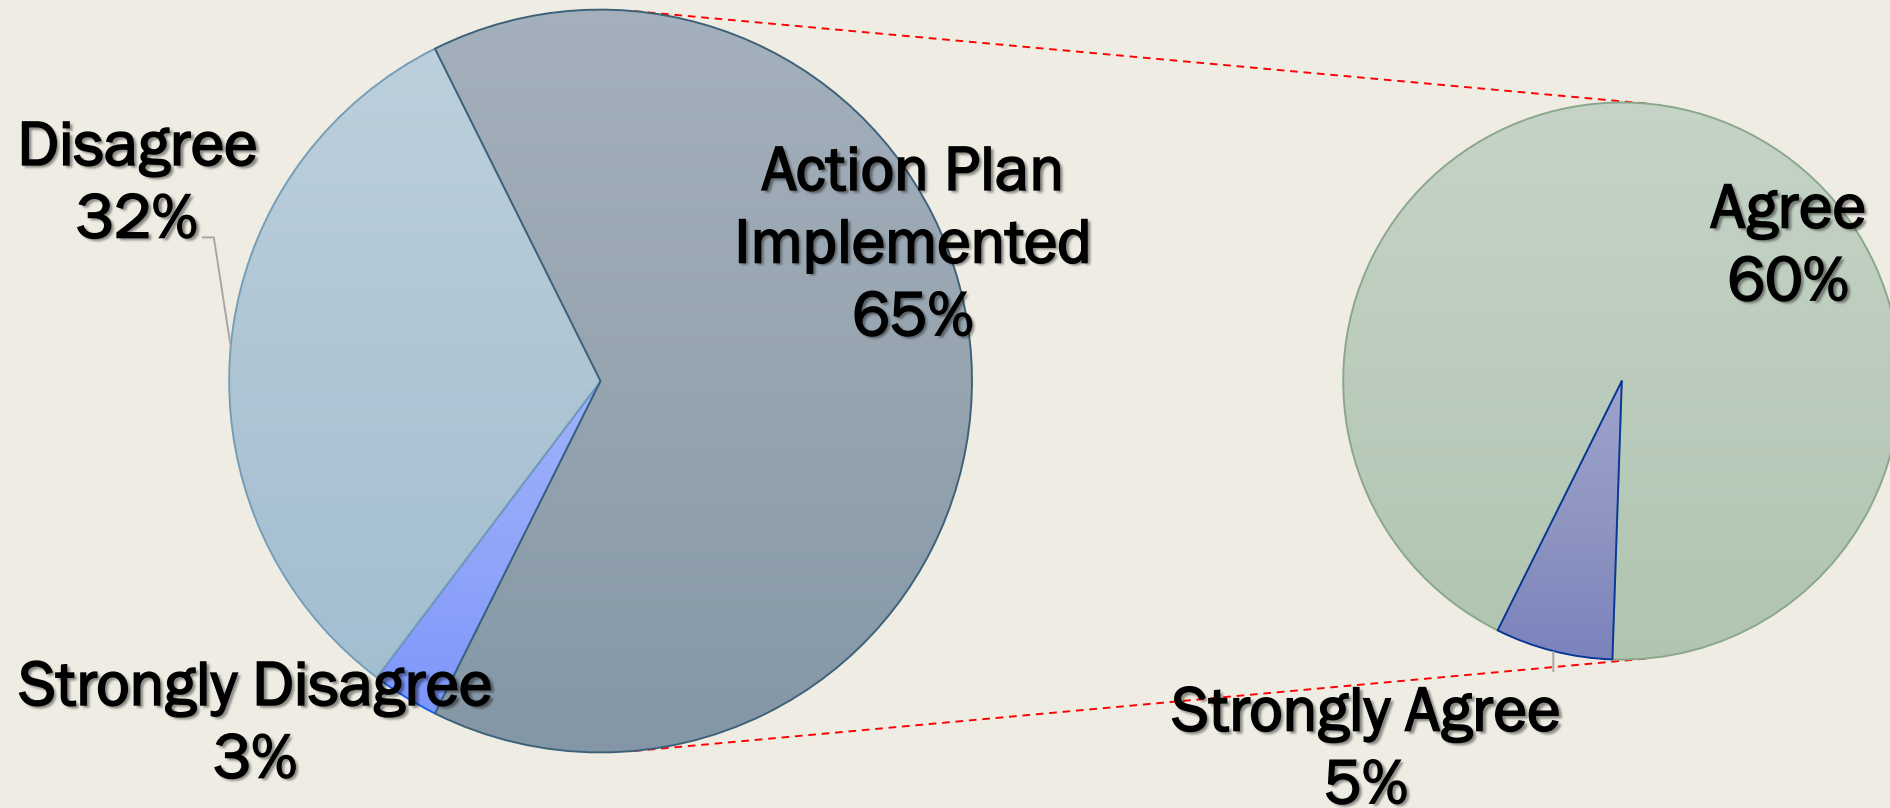 Disagree
32%
Action Plan
Implemented
65%
Agree
60%
Strongly Disagree
3%
Strongly Agree
5%